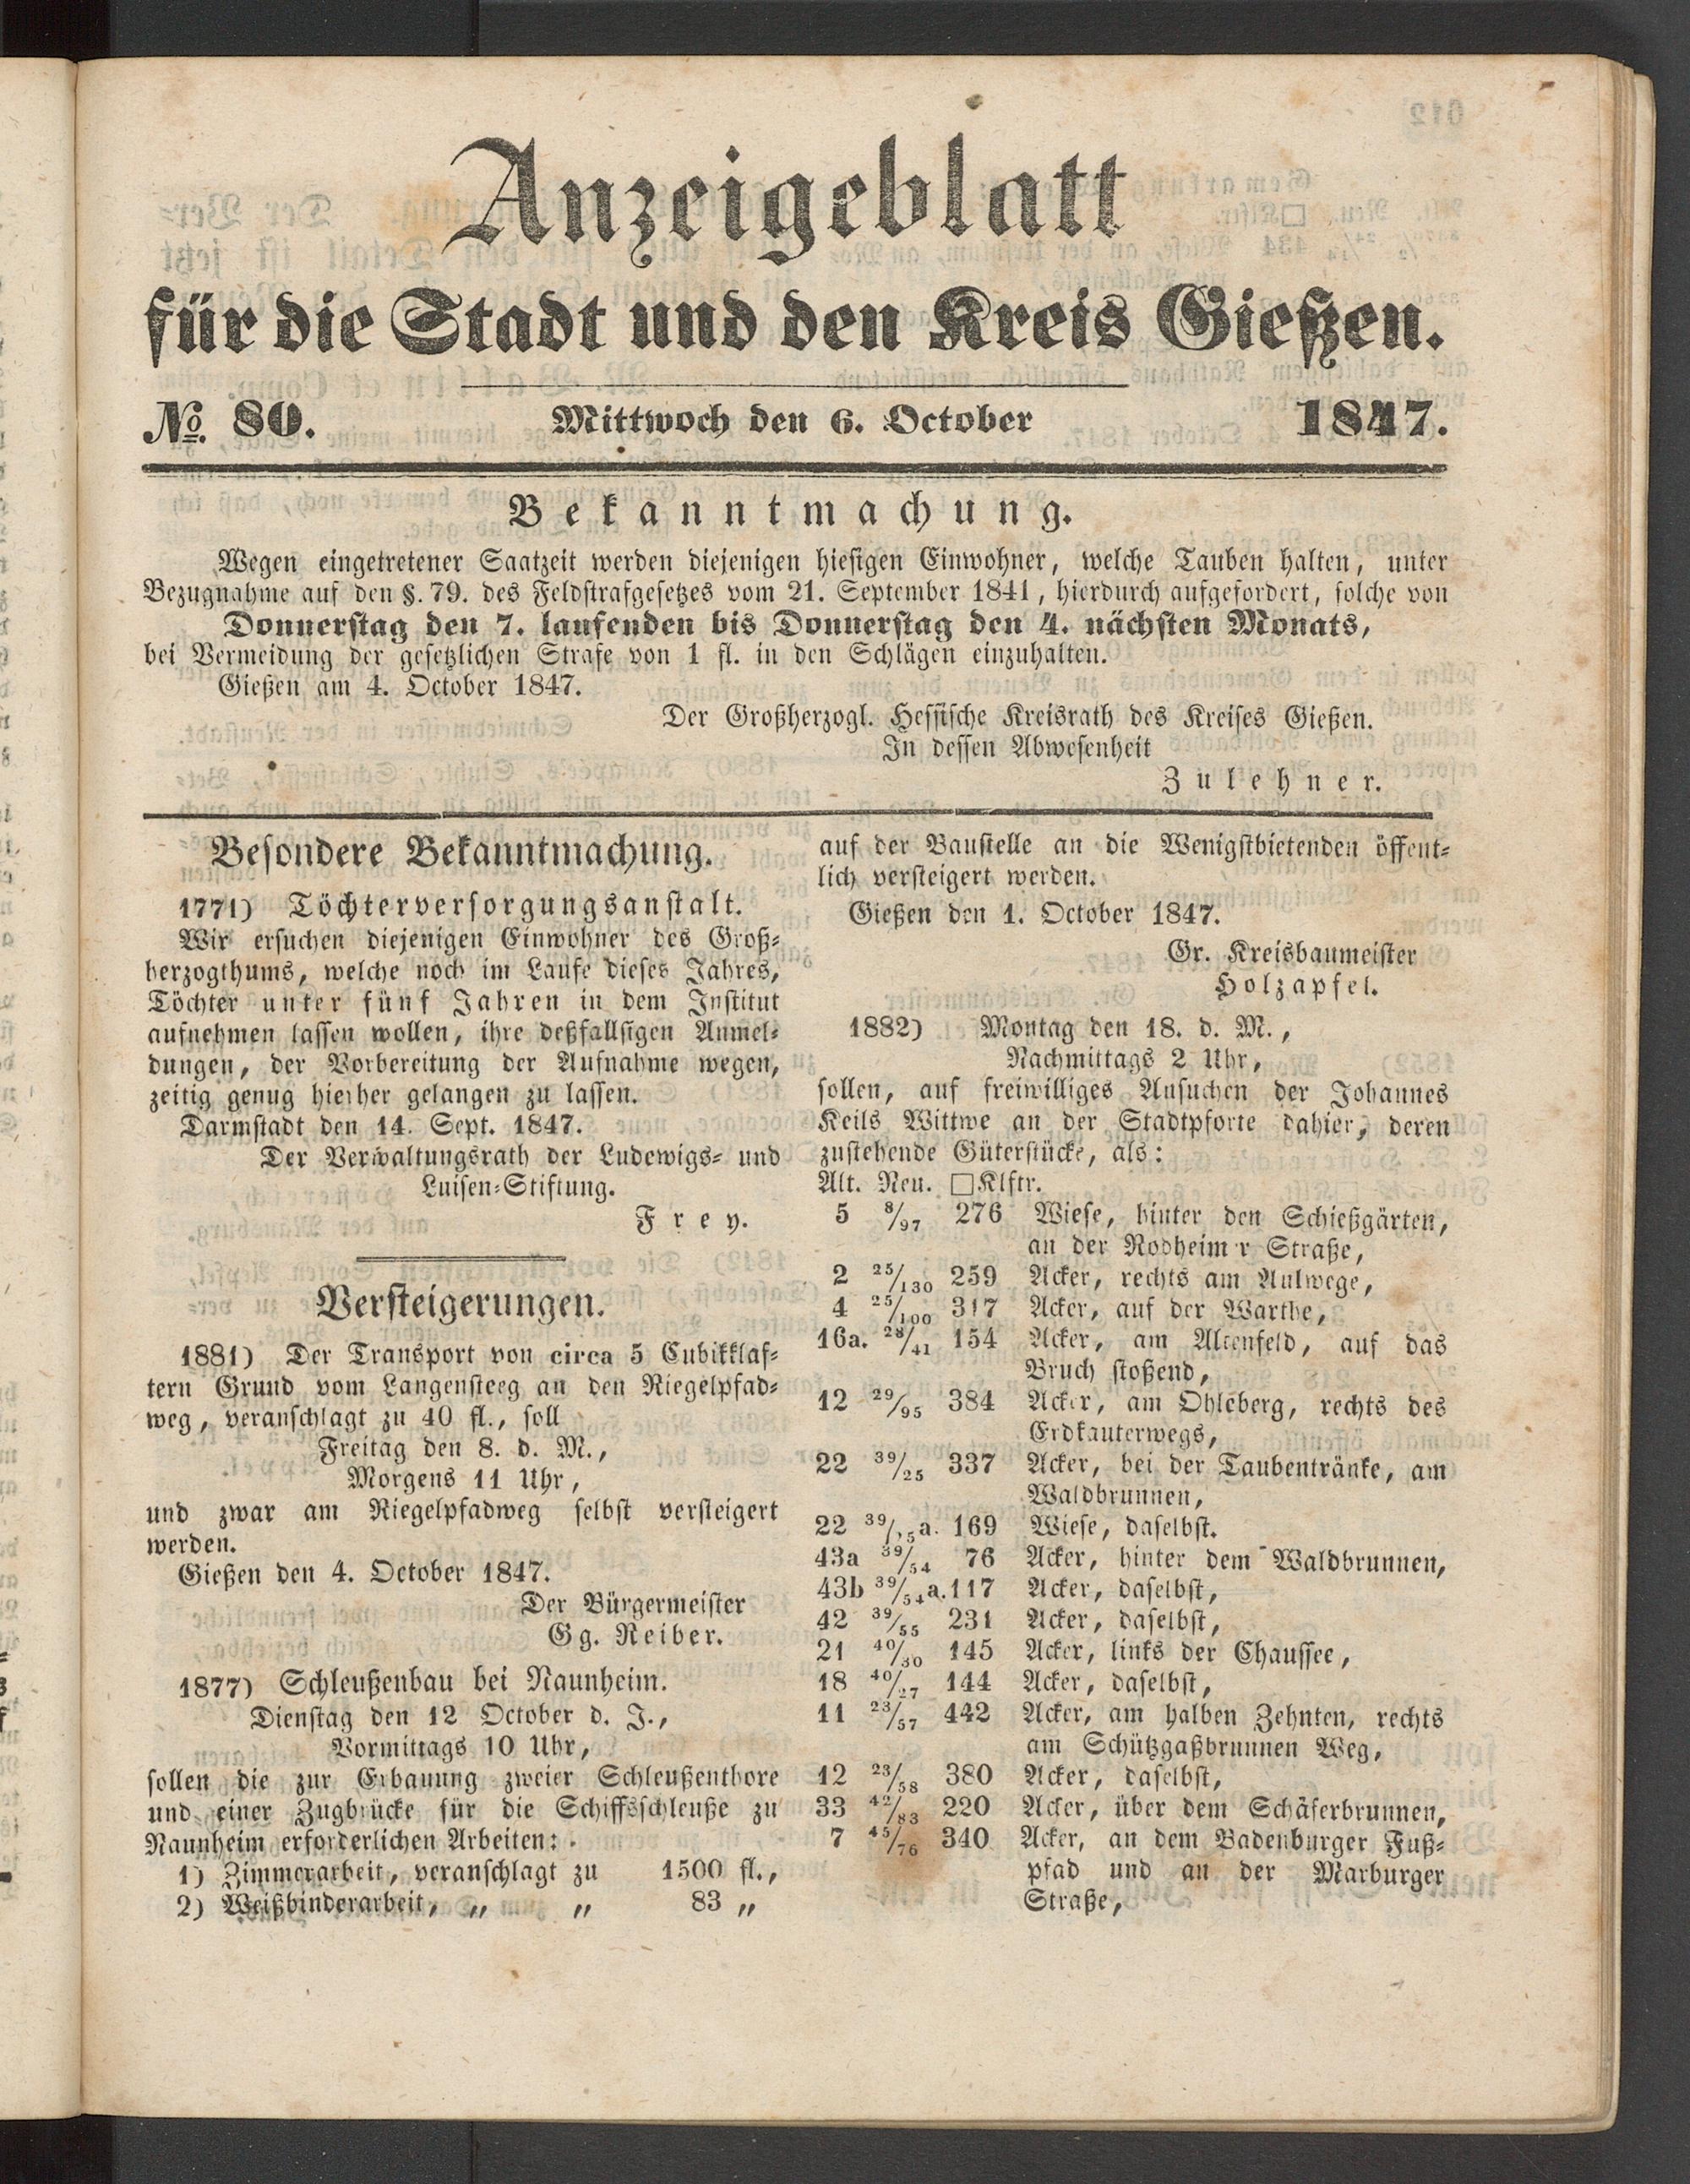 Anzeigeblatt
für die Stadt und den Kreis Gießen.
No. 80. Mittwoch den 6. October 1847.
Bekanntmachung.
Wegen eingetretener Saatzeit werden diejenigen hiesigen Einwohner, welche Tauben halten, unter
Bezugnahme auf den §. 79. des Feldstrafgesetzes vom 21. September 1841, hierdurch aufgefordert, solche von
Donnerstag den 7. laufenden bis Donnerstag den 4. nächsten Monats,
bei Vermeidung der gesetzlichen Strafe von 1 fl. in den Schlägen einzuhalten.
Gießen am 4. October 1847.
Der Großherzogl. Hessische Kreisrath des Kreises Gießen.
In dessen Abwesenheit
Zulehner.
Besondere Bekanntmachung.
1771) Töchterversorgungsanstalt.
Wir ersuchen diejenigen Einwohner des Groß-
herzogthums, welche noch im Laufe dieses Jahres,
Töchter unter fünf Jahren in dem Institut
aufnehmen lassen wollen, ihre deßfallsigen Anmel-
dungen, der Vorbereitung der Aufnahme wegen,
zeitig genug hierher gelangen zu lassen.
Darmstadt den 14. Sept. 1847.
Der Verwaltungsrath der Ludewigs- und
Luisen-Stiftung.
Frey.
Versteigerungen.
1881) Der Transport von circa 5 Cubikklaf-
tern Grund vom Langensteeg an den Riegelpfad-
weg, veranschlagt zu 40 fl., soll
Freitag den 8. d. M.,
Morgens 11 Uhr,
und zwar am Riegelpfadweg selbst versteigert
werden.
Gießen den 4. October 1847.
Der Bürgermeister
Gg. Reiber.
1877) Schleußenbau bei Naunheim.
Dienstag den 12 October d. J.,
Vormittags 10 Uhr,
sollen die zur Erbauung zweier Schleußenthore
und einer Zugbrücke für die Schiffsschleuße zu
Naunheim erforderlichen Arbeiten:
1) Zimmerarbeit, veranschlagt zu 1500 fl.,
2) Weißbinderarbeit, „ „ 83 „
auf der Baustelle an die Wenigstbietenden öffent-
lich versteigert werden.
Gießen den 1. October 1847.
Gr. Kreisbaumeister
Holzapfel.
1882) Montag den 18. d. M.,
Nachmittags 2 Uhr,
sollen, auf freiwilliges Ansuchen der Johannes
Keils Wittwe an der Stadtpforte dahier, deren
zustehende Güterstücke, als:
Alt. Neu. □Klftr.
5 8/97 276 Wiese, hinter den Schießgärten,
an der Rodheimer Straße,
2 25/130 259 Acker, rechts am Aulwege,
4 25/100 317 Acker, auf der Warthe,
16a. 28/41 154 Acker, am Altenfeld, auf das
Bruch stoßend,
12 29/95 384 Acker, am Ohleberg, rechts des
Erdkauterwegs,
22 39/25 337 Acker, bei der Taubentränke, am
Waldbrunnen,
22 169 Wiese, daselbst.
43a 39/54 76 Acker, hinter dem Waldbrunnen,
43b 39/54a. 117 Acker, daselbst,
42 39/55 231 Acker, daselbst,
21 40/30 145 Acker, links der Chaussee,
18 40/27 144 Acker, daselbst,
11 23/57 442 Acker, am halben Zehnten, rechts
am Schützgaßbrunnen Weg,
12 23/58 380 Acker, daselbst,
33 42/83 220 Acker, über dem Schäferbrunnen,
7 45/76 340 Acker, an dem Badenburger Fuß-
pfad und an der Marburger
Straße,